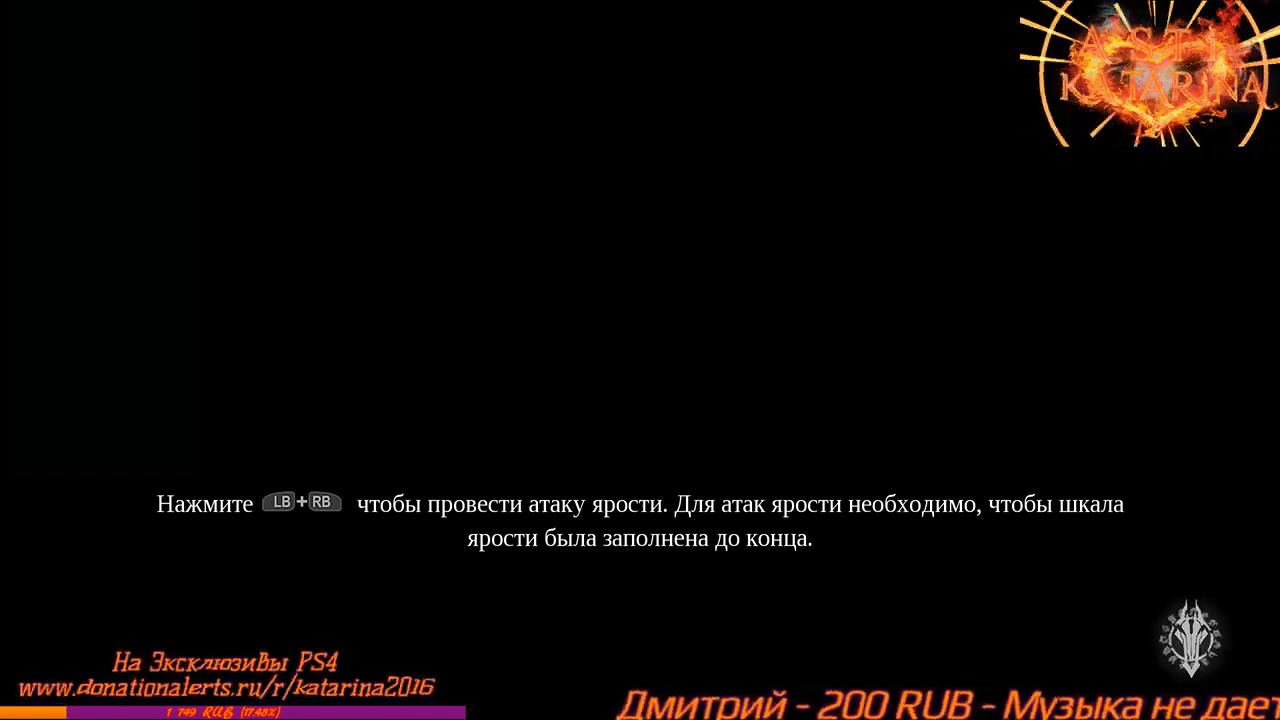 ASTI
KATARINA
Нажмите LB+RB чтобы провести атаку ярости. Для атак ярости необходимо, чтобы шкала
ярости была заполнена до конца.
На Эксклюзивы PS4
www.donationalerts.ru/r/katarina2016
1 749 RUB (17.48%)
Дмитрий - 200 RUB - Музыка не дает